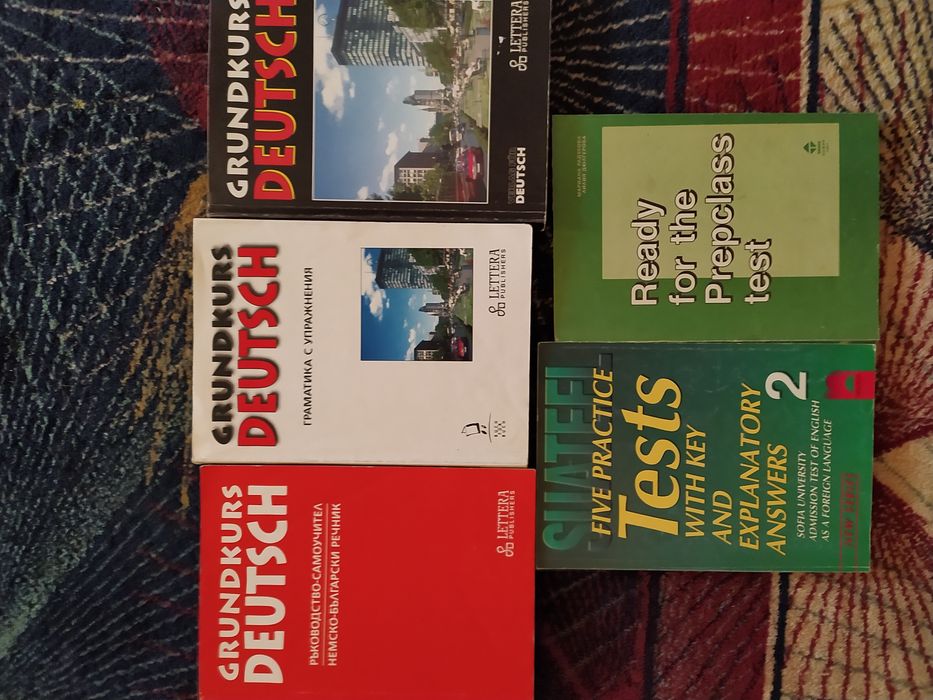 GRUNDKURS
DEUTSCH
LETTERA
PUBLISHERS
DEUTSCH
GRUNDKURS
DEUTSCH
ГРАМАТИКА С УПРАЖНЕНИЯ
LETTERA
PUBLISHERS
GRUNDKURS
DEUTSCH
РЪКОВОДСТВО-САМОУЧИТЕЛ
НЕМСКО-БЪЛГАРСКИ РЕЧНИК
LETTERA
PUBLISHERS
Ready
for the
Prepclass
test
SUATEFL
FIVE PRACTICE
Tests
WITH KEY
AND
EXPLANATORY
ANSWERS
2
SOFIA UNIVERSITY
ADMISSION TEST OF ENGLISH
AS A FOREIGN LANGUAGE